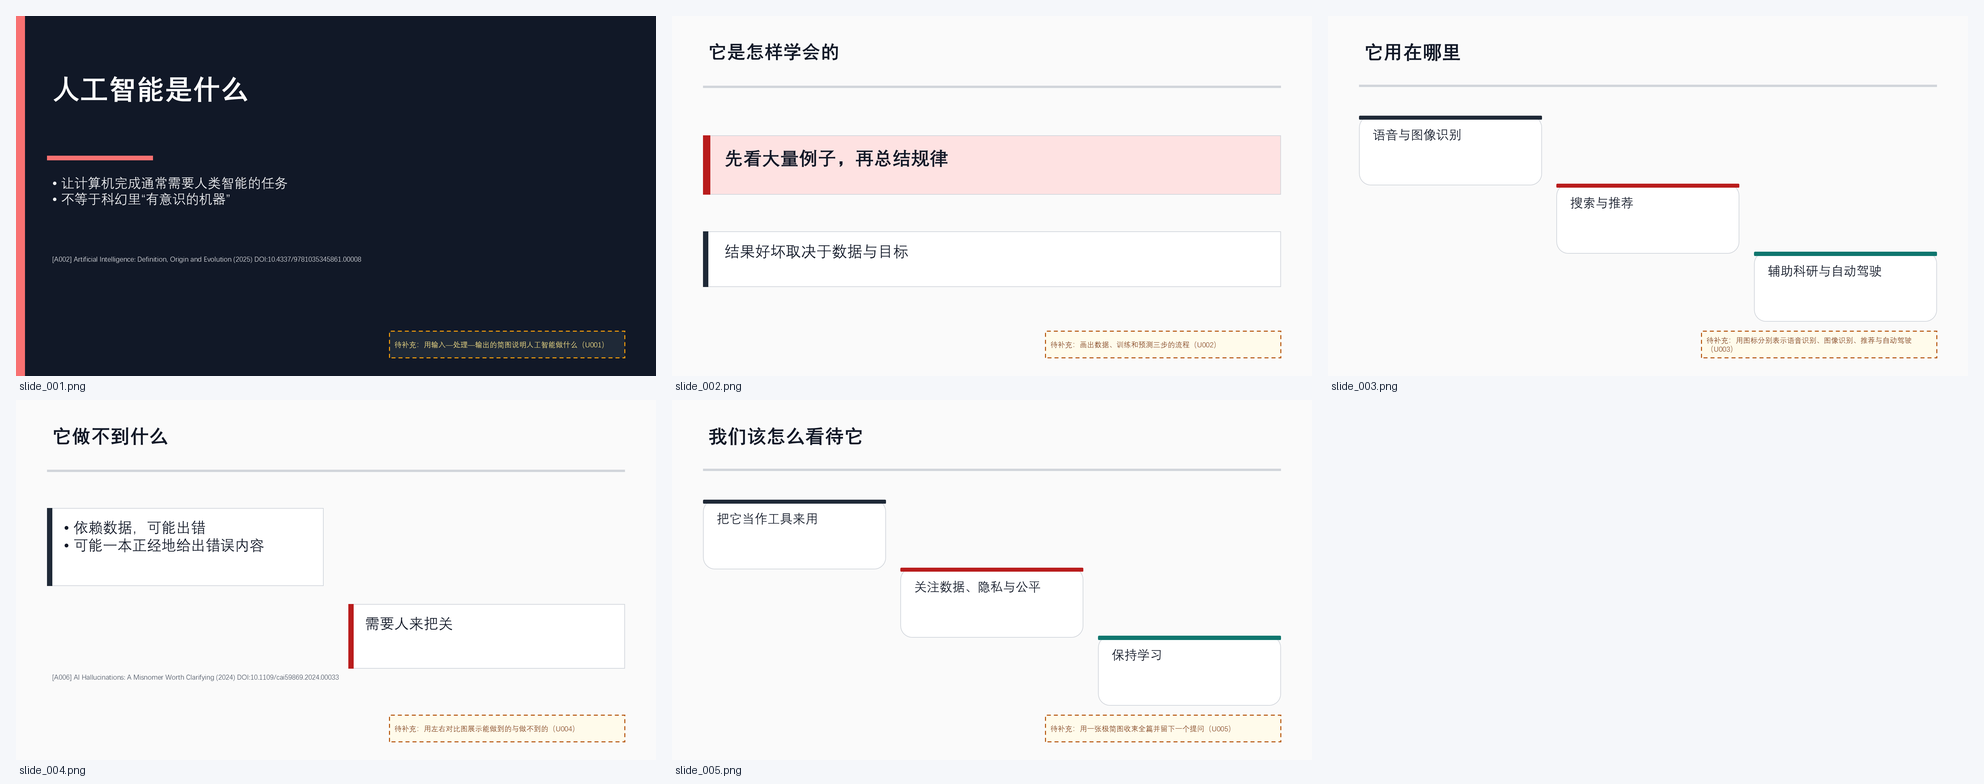 人工智能是什么
• 让计算机完成通常需要人类智能的任务
• 不等于科幻里“有意识的机器”
[A002] Artificial Intelligence: Definition, Origin and Evolution (2025) DOI:10.4337/9781035345861.00008
待补充：用输入—处理—输出的简图说明人工智能做什么（U001）
slide_001.png
它是怎样学会的
先看大量例子，再总结规律
结果好坏取决于数据与目标
待补充：画出数据、训练和预测三步的流程（U002）
slide_002.png
它用在哪里
语音与图像识别
搜索与推荐
辅助科研与自动驾驶
待补充：用图标分别表示语音识别、图像识别、推荐与自动驾驶
（U003）
slide_003.png
它做不到什么
• 依赖数据，可能出错
• 可能一本正经地给出错误内容
需要人来把关
[A006] AI Hallucinations: A Misnomer Worth Clarifying (2024) DOI:10.1109/cai59869.2024.00033
待补充：用左右对比图展示能做到的与做不到的（U004）
slide_004.png
我们该怎么看待它
把它当作工具来用
关注数据、隐私与公平
保持学习
待补充：用一张极简图收束全篇并留下一个提问（U005）
slide_005.png